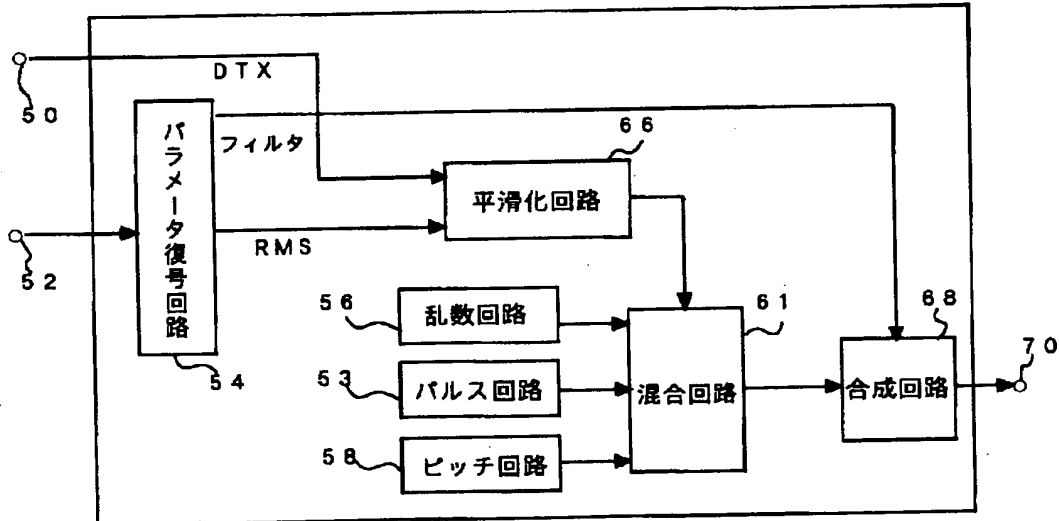 DTX
50
パラメータ復号回路
フィルタ
66
平滑化回路
52
RMS
54
56
乱数回路
61
68
70
53
パルス回路
混合回路
合成回路
58
ピッチ回路